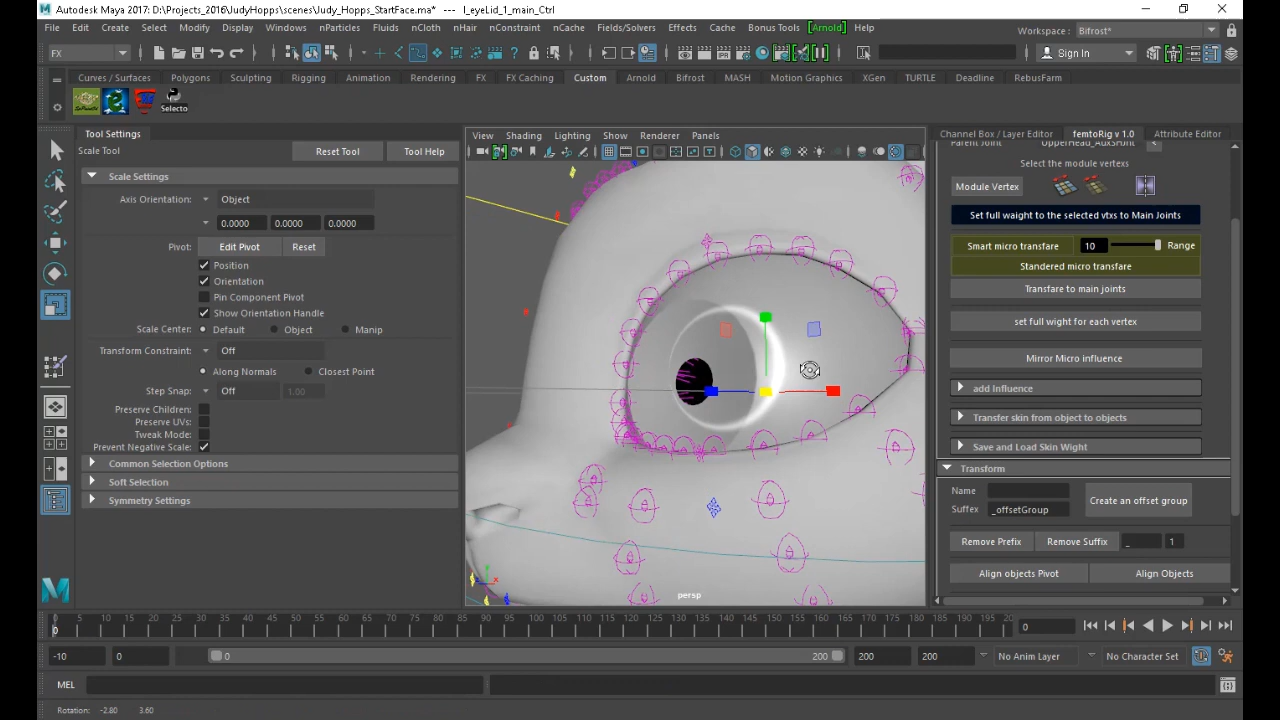 Autodesk Maya 2017: D:\Projects_2016\JudyHopps\scenes\Judy_Hopps_StartFace.ma* --- l_eyeLid_1_main_Ctrl
File Edit Create Select Modify Display Windows nParticles Fluids nCloth nHair nConstraint nCache Fields/Solvers Effects Cache Bonus Tools [Arnold] Help Workspace : Bifrost*
FX Sign In
Curves / Surfaces Polygons Sculpting Rigging Animation Rendering FX FX Caching Custom Arnold Bifrost MASH Motion Graphics XGen TURTLE Deadline RebusFarm
Selecto
Tool Settings
Scale Tool Reset Tool Tool Help
Scale Settings
Axis Orientation: Object
0.0000 0.0000 0.0000
Pivot: Edit Pivot Reset
Position
Orientation
Pin Component Pivot
Show Orientation Handle
Scale Center: Default Object Manip
Transform Constraint: Off
Along Normals Closest Point
Step Snap: Off 1.00
Preserve Children:
Preserve UVs:
Tweak Mode:
Prevent Negative Scale:
Common Selection Options
Soft Selection
Symmetry Settings
View Shading Lighting Show Renderer Panels
persp
Channel Box / Layer Editor femtoRig v 1.0 Attribute Editor
Parent Joint UpperHead_AuxSHJnt <
Select the module vertexs
Module Vertex
Set full waight to the selected vtxs to Main Joints
Smart micro transfare 10 Range
Standered micro transfare
Transfare to main joints
set full wight for each vertex
Mirror Micro influence
add Influence
Transfer skin from object to objects
Save and Load Skin Wight
Transform
Name
Suffex _offsetGroup
Create an offset group
Remove Prefix Remove Suffix _ 1
Align objects Pivot Align Objects
0 5 10 15 20 25 30 35 40 45 50 55 60 65 70 75 80 85 90 95 100 105 110 115 120 125 130 135 140 145 150 155 160 165 170 175 180 185 190 195 20
0 0
-10 0 0 200 200 200 No Anim Layer No Character Set
MEL
Rotation: -2.80 3.60